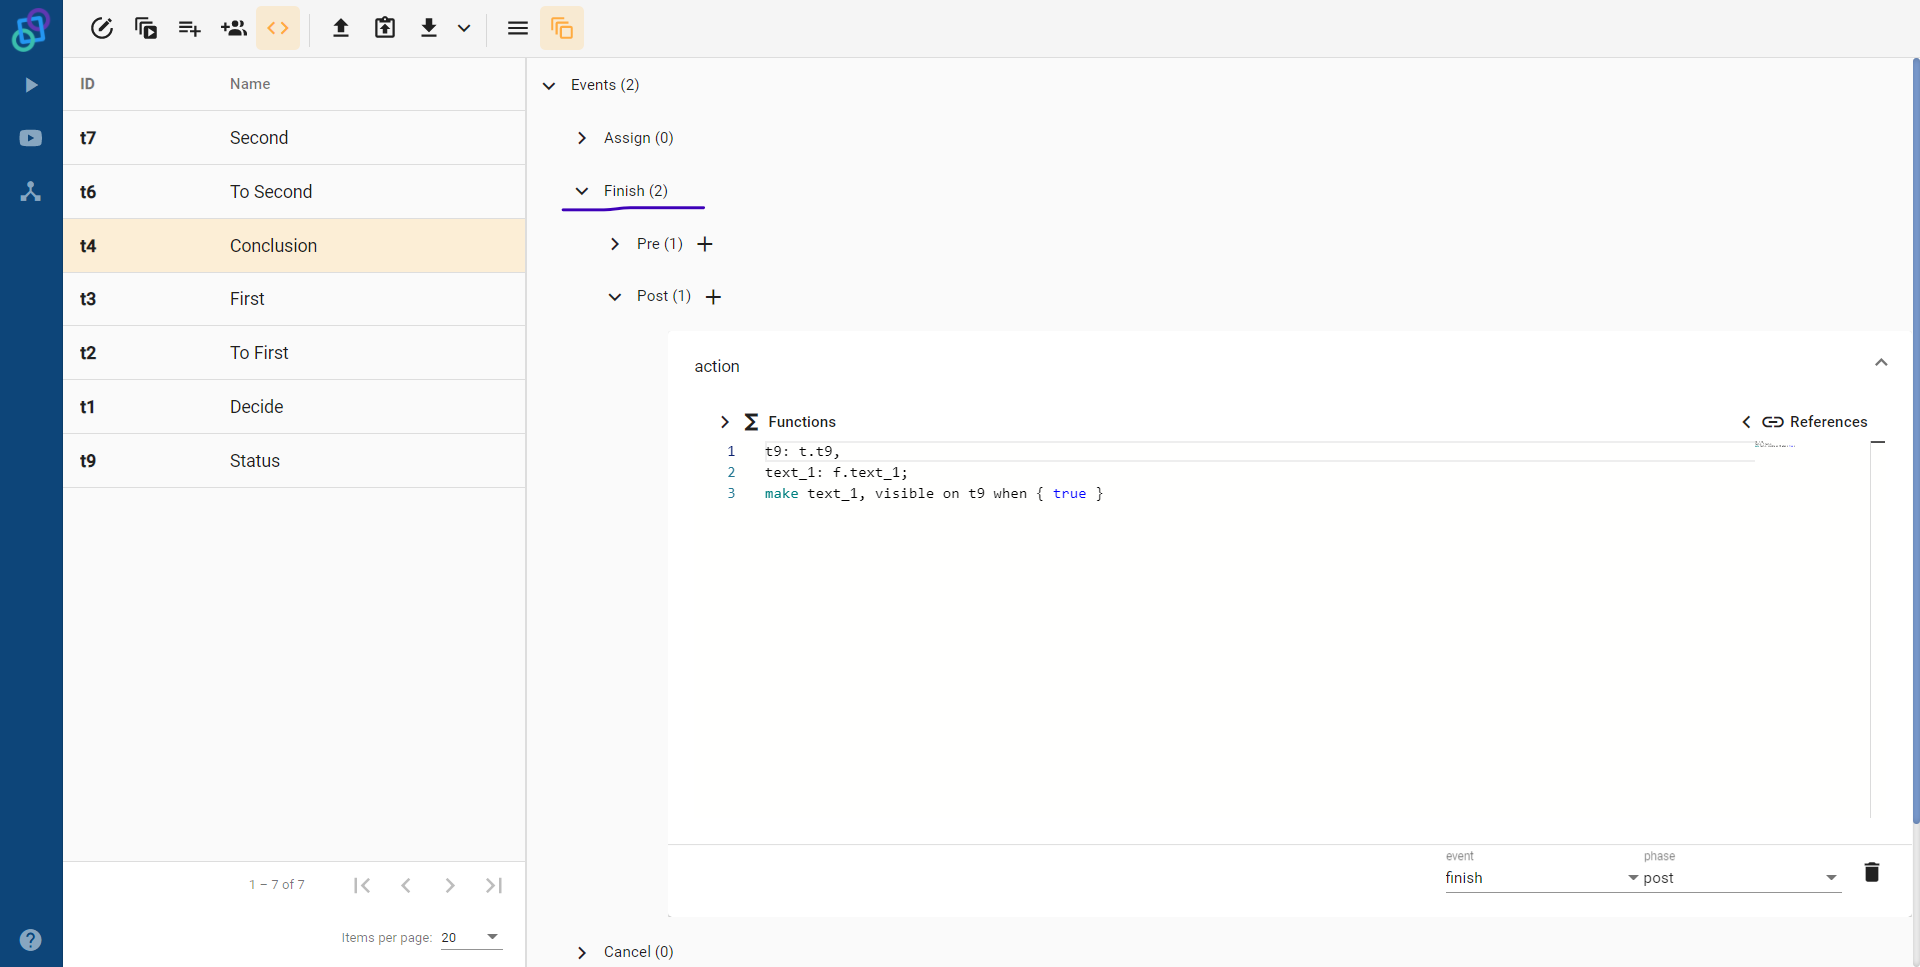 ID Name
t7 Second
t6 To Second
t4 Conclusion
t3 First
t2 To First
t1 Decide
t9 Status
1 – 7 of 7
Items per page: 20
Events (2)
Assign (0)
Finish (2)
Pre (1)
Post (1)
action
Functions
References
1 t9: t.t9,
2 text_1: f.text_1;
3 make text_1, visible on t9 when { true }
event phase
finish post
Cancel (0)